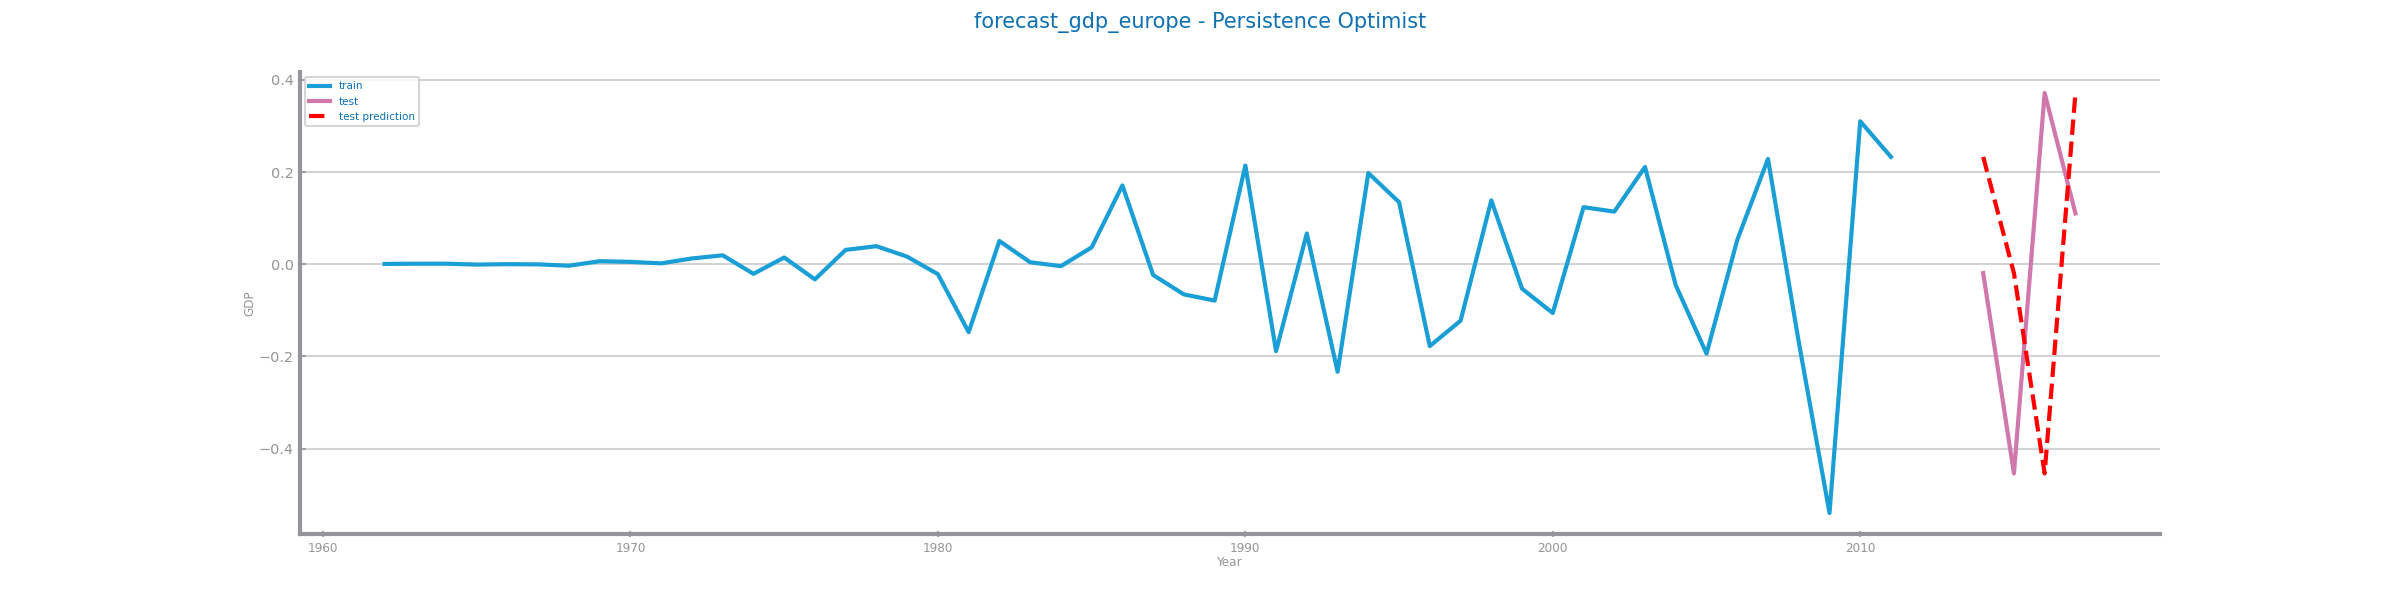 forecast_gdp_europe - Persistence Optimist
train
test
test prediction
0.4
0.2
0.0
−0.2
−0.4
GDP
1960 1970 1980 1990 2000 2010
Year